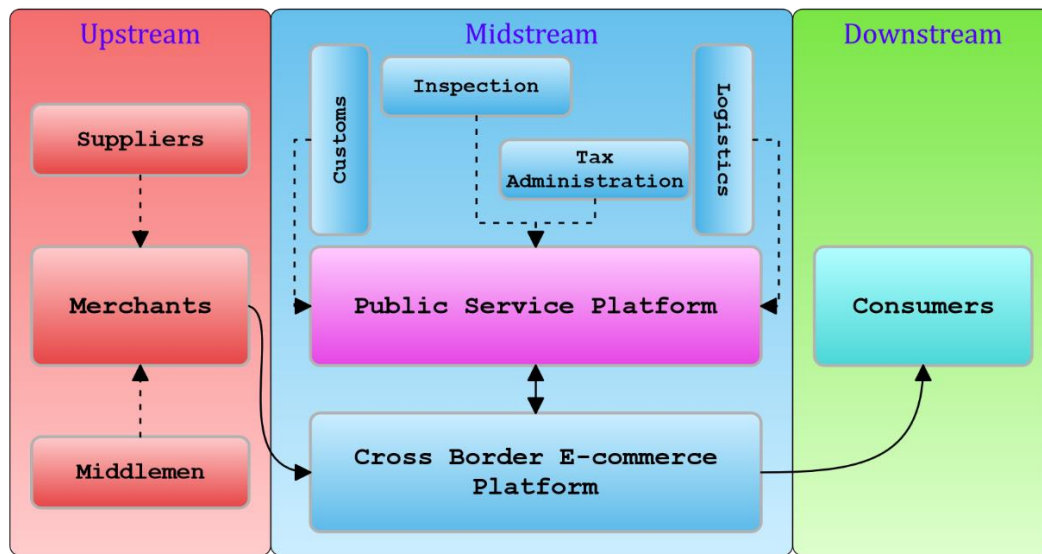 Upstream
Midstream
Downstream
Suppliers
Merchants
Middlemen
Customs
Inspection
Tax
Administration
Logistics
Public Service Platform
Cross Border E-commerce
Platform
Consumers